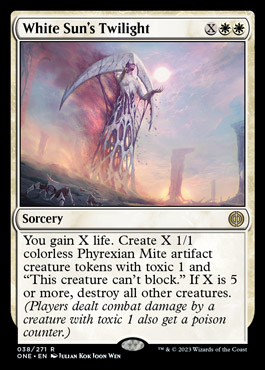 White Sun's Twilight XWW
Sorcery
You gain X life. Create X 1/1
colorless Phyrexian Mite artifact
creature tokens with toxic 1 and
“This creature can't block.” If X is 5
or more, destroy all other creatures.
(Players dealt combat damage by a
creature with toxic 1 also get a poison
counter.)
038/271 R
ONE • EN Julian Kok Joon Wen
™ & © 2023 Wizards of the Coast